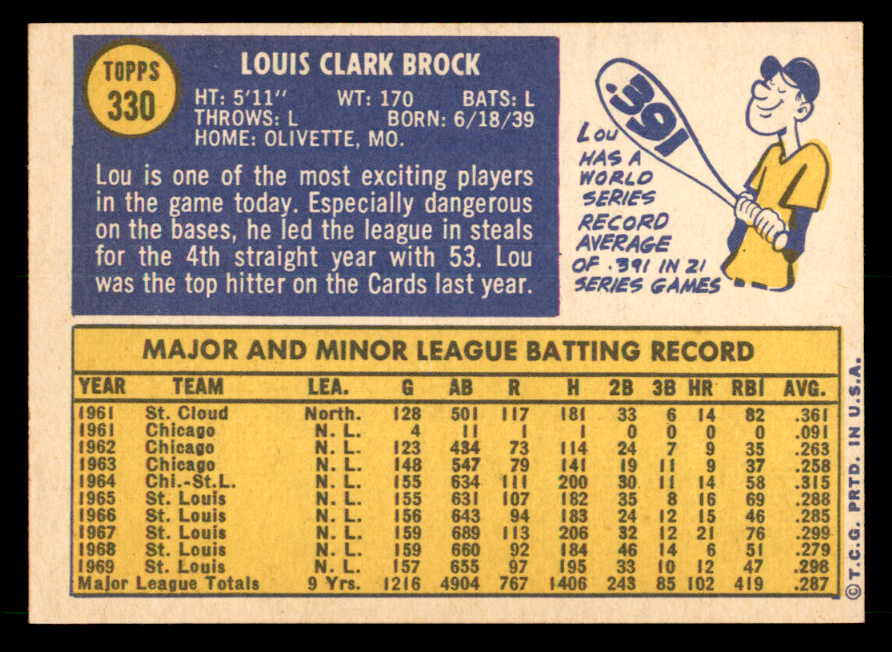 TOPPS
330
LOUIS CLARK BROCK
HT: 5'11" WT: 170 BATS: L
THROWS: L BORN: 6/18/39
HOME: OLIVETTE, MO.
Lou is one of the most exciting players
in the game today. Especially dangerous
on the bases, he led the league in steals
for the 4th straight year with 53. Lou
was the top hitter on the Cards last year.
.391
LOU
HAS A
WORLD
SERIES
RECORD
AVERAGE
OF .391 IN 21
SERIES GAMES
MAJOR AND MINOR LEAGUE BATTING RECORD
YEAR TEAM LEA. G AB R H 2B 3B HR RBI AVG.
1961 St. Cloud North. 128 501 117 181 33 6 14 82 .361
1961 Chicago N. L. 4 11 1 1 0 0 0 0 .091
1962 Chicago N. L. 123 434 73 114 24 7 9 35 .263
1963 Chicago N. L. 148 547 79 141 19 11 9 37 .258
1964 Chi.-St.L. N. L. 155 634 111 200 30 11 14 58 .315
1965 St. Louis N. L. 155 631 107 182 35 8 16 69 .288
1966 St. Louis N. L. 156 643 94 183 24 12 15 46 .285
1967 St. Louis N. L. 159 689 113 206 32 12 21 76 .299
1968 St. Louis N. L. 159 660 92 184 46 14 6 51 .279
1969 St. Louis N. L. 157 655 97 195 33 10 12 47 .298
Major League Totals 9 Yrs. 1216 4904 767 1406 243 85 102 419 .287
© T.C.G. PRTD. IN U.S.A.